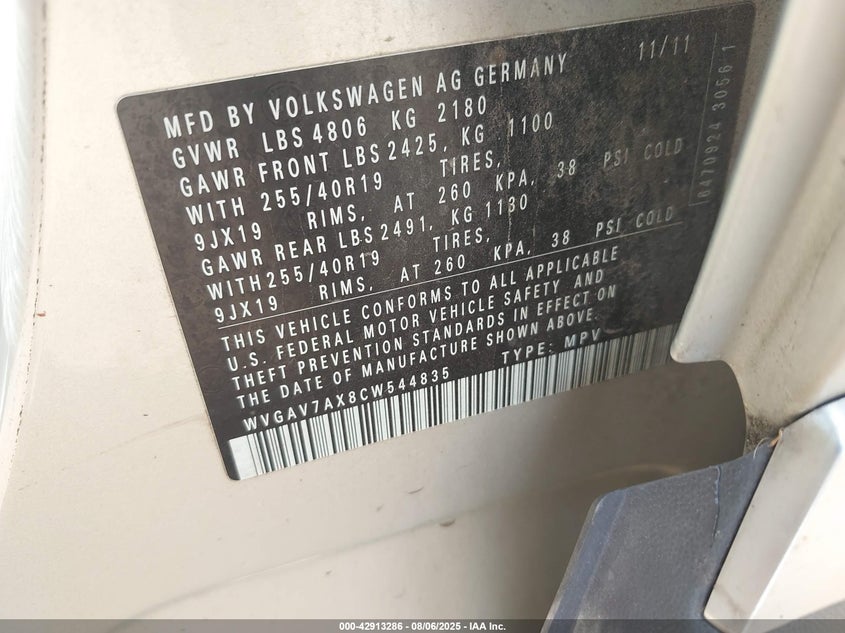 MFD BY VOLKSWAGEN AG GERMANY 11/11
GVWR LBS 4806 KG 2180
GAWR FRONT LBS 2425, KG 1100
WITH 255/40R19 TIRES,
9JX19 RIMS, AT 260 KPA, 38 PSI COLD
GAWR REAR LBS 2491, KG 1130
WITH 255/40R19 TIRES,
9JX19 RIMS, AT 260 KPA, 38 PSI COLD
THIS VEHICLE CONFORMS TO ALL APPLICABLE
U.S. FEDERAL MOTOR VEHICLE SAFETY AND
THEFT PREVENTION STANDARDS IN EFFECT ON
THE DATE OF MANUFACTURE SHOWN ABOVE.
WVGAV7AX8CW544835 TYPE: MPV
0470924 30561
000-42913286 - 08/06/2025 - IAA Inc.